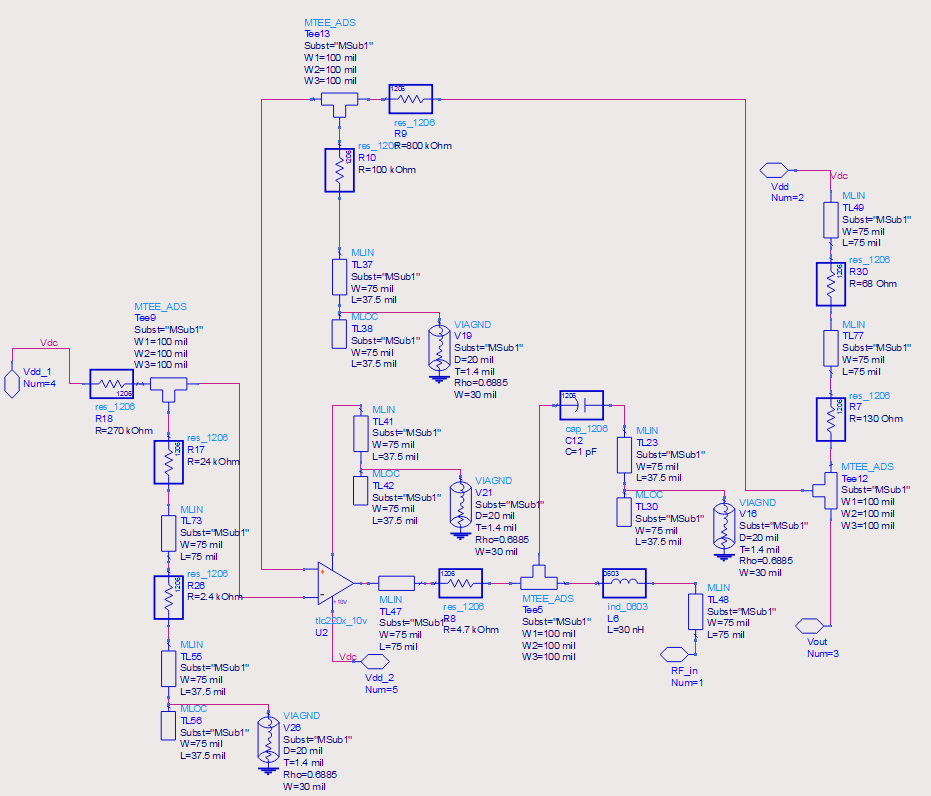 MTEE_ADS
Tee13
Subst="MSub1"
W1=100 mil
W2=100 mil
W3=100 mil
1206
res_1206
R9
R=800 kOhm
1206
res_1206
R10
R=100 kOhm
MLIN
TL37
Subst="MSub1"
W=75 mil
L=37.5 mil
MLOC
TL38
Subst="MSub1"
W=75 mil
L=37.5 mil
VIAGND
V19
Subst="MSub1"
D=20 mil
T=1.4 mil
Rho=0.6885
W=30 mil
Vdd
Num=2
Vdc
MLIN
TL49
Subst="MSub1"
W=75 mil
L=75 mil
1206
res_1206
R30
R=68 Ohm
MLIN
TL77
Subst="MSub1"
W=75 mil
L=75 mil
1206
res_1206
R7
R=130 Ohm
MTEE_ADS
Tee12
Subst="MSub1"
W1=100 mil
W2=100 mil
W3=100 mil
Vout
Num=3
MTEE_ADS
Tee9
Subst="MSub1"
W1=100 mil
W2=100 mil
W3=100 mil
Vdc
Vdd_1
Num=4
1206
res_1206
R18
R=270 kOhm
1206
res_1206
R17
R=24 kOhm
MLIN
TL73
Subst="MSub1"
W=75 mil
L=75 mil
1206
res_1206
R26
R=2.4 kOhm
MLIN
TL55
Subst="MSub1"
W=75 mil
L=37.5 mil
MLOC
TL56
Subst="MSub1"
W=75 mil
L=37.5 mil
VIAGND
V26
Subst="MSub1"
D=20 mil
T=1.4 mil
Rho=0.6885
W=30 mil
MLIN
TL41
Subst="MSub1"
W=75 mil
L=37.5 mil
MLOC
TL42
Subst="MSub1"
W=75 mil
L=37.5 mil
VIAGND
V21
Subst="MSub1"
D=20 mil
T=1.4 mil
Rho=0.6885
W=30 mil
1206
cap_1206
C12
C=1 pF
MLIN
TL23
Subst="MSub1"
W=75 mil
L=37.5 mil
MLOC
TL30
Subst="MSub1"
W=75 mil
L=37.5 mil
VIAGND
V16
Subst="MSub1"
D=20 mil
T=1.4 mil
Rho=0.6885
W=30 mil
+ 10V
tlc220x_10v
U2
Vdc
Vdd_2
Num=5
MLIN
TL47
Subst="MSub1"
W=75 mil
L=75 mil
1206
res_1206
R8
R=4.7 kOhm
MTEE_ADS
Tee5
Subst="MSub1"
W1=100 mil
W2=100 mil
W3=100 mil
0603
ind_0603
L6
L=30 nH
MLIN
TL48
Subst="MSub1"
W=75 mil
L=75 mil
RF_in
Num=1